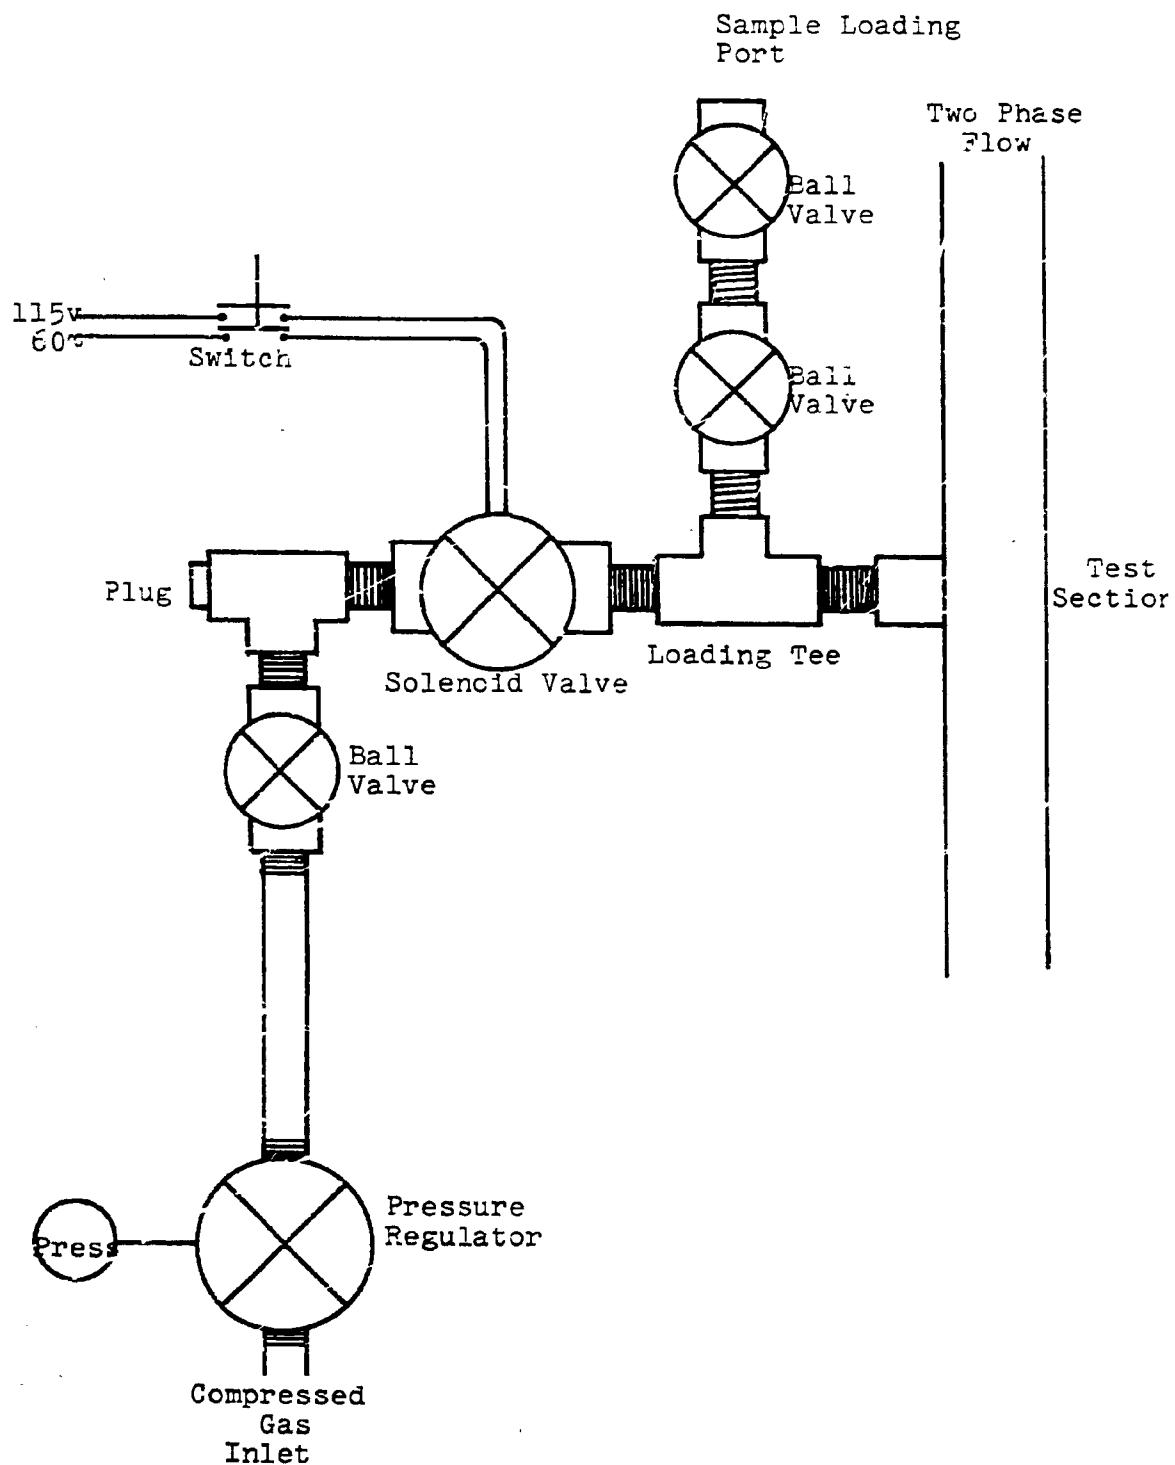 Sample Loading
Port
Two Phase
Flow
Ball
Valve
115v
60~
Switch
Ball
Valve
Plug
Test
Section
Loading Tee
Solenoid Valve
Ball
Valve
Pressure
Regulator
Press
Compressed
Gas
Inlet